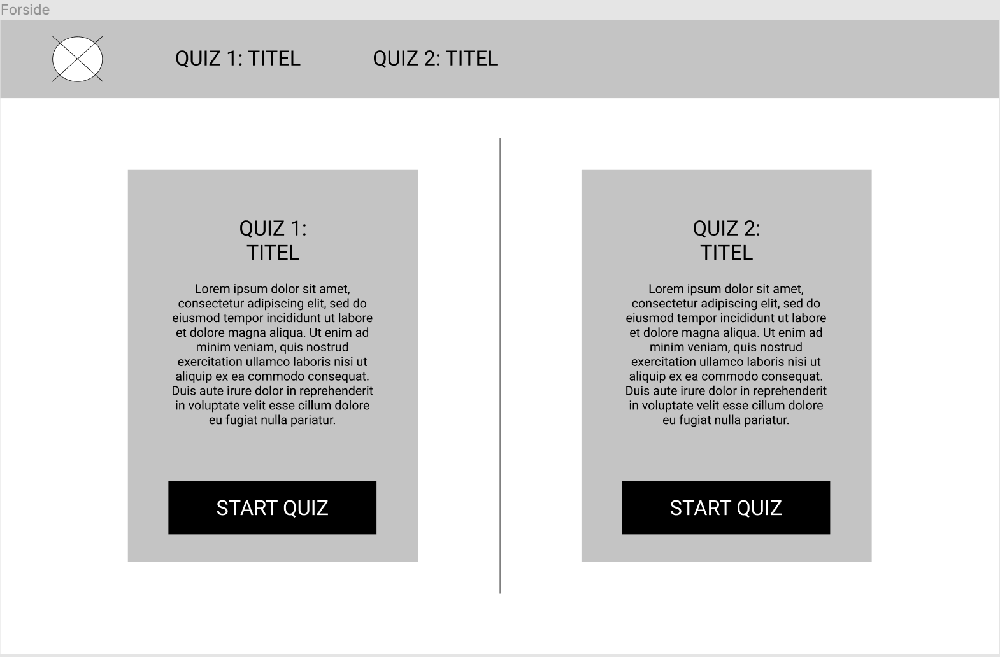 Forside
QUIZ 1: TITEL
QUIZ 2: TITEL
QUIZ 1:
TITEL
Lorem ipsum dolor sit amet,
consectetur adipiscing elit, sed do
eiusmod tempor incididunt ut labore
et dolore magna aliqua. Ut enim ad
minim veniam, quis nostrud
exercitation ullamco laboris nisi ut
aliquip ex ea commodo consequat.
Duis aute irure dolor in reprehenderit
in voluptate velit esse cillum dolore
eu fugiat nulla pariatur.
START QUIZ
QUIZ 2:
TITEL
Lorem ipsum dolor sit amet,
consectetur adipiscing elit, sed do
eiusmod tempor incididunt ut labore
et dolore magna aliqua. Ut enim ad
minim veniam, quis nostrud
exercitation ullamco laboris nisi ut
aliquip ex ea commodo consequat.
Duis aute irure dolor in reprehenderit
in voluptate velit esse cillum dolore
eu fugiat nulla pariatur.
START QUIZ